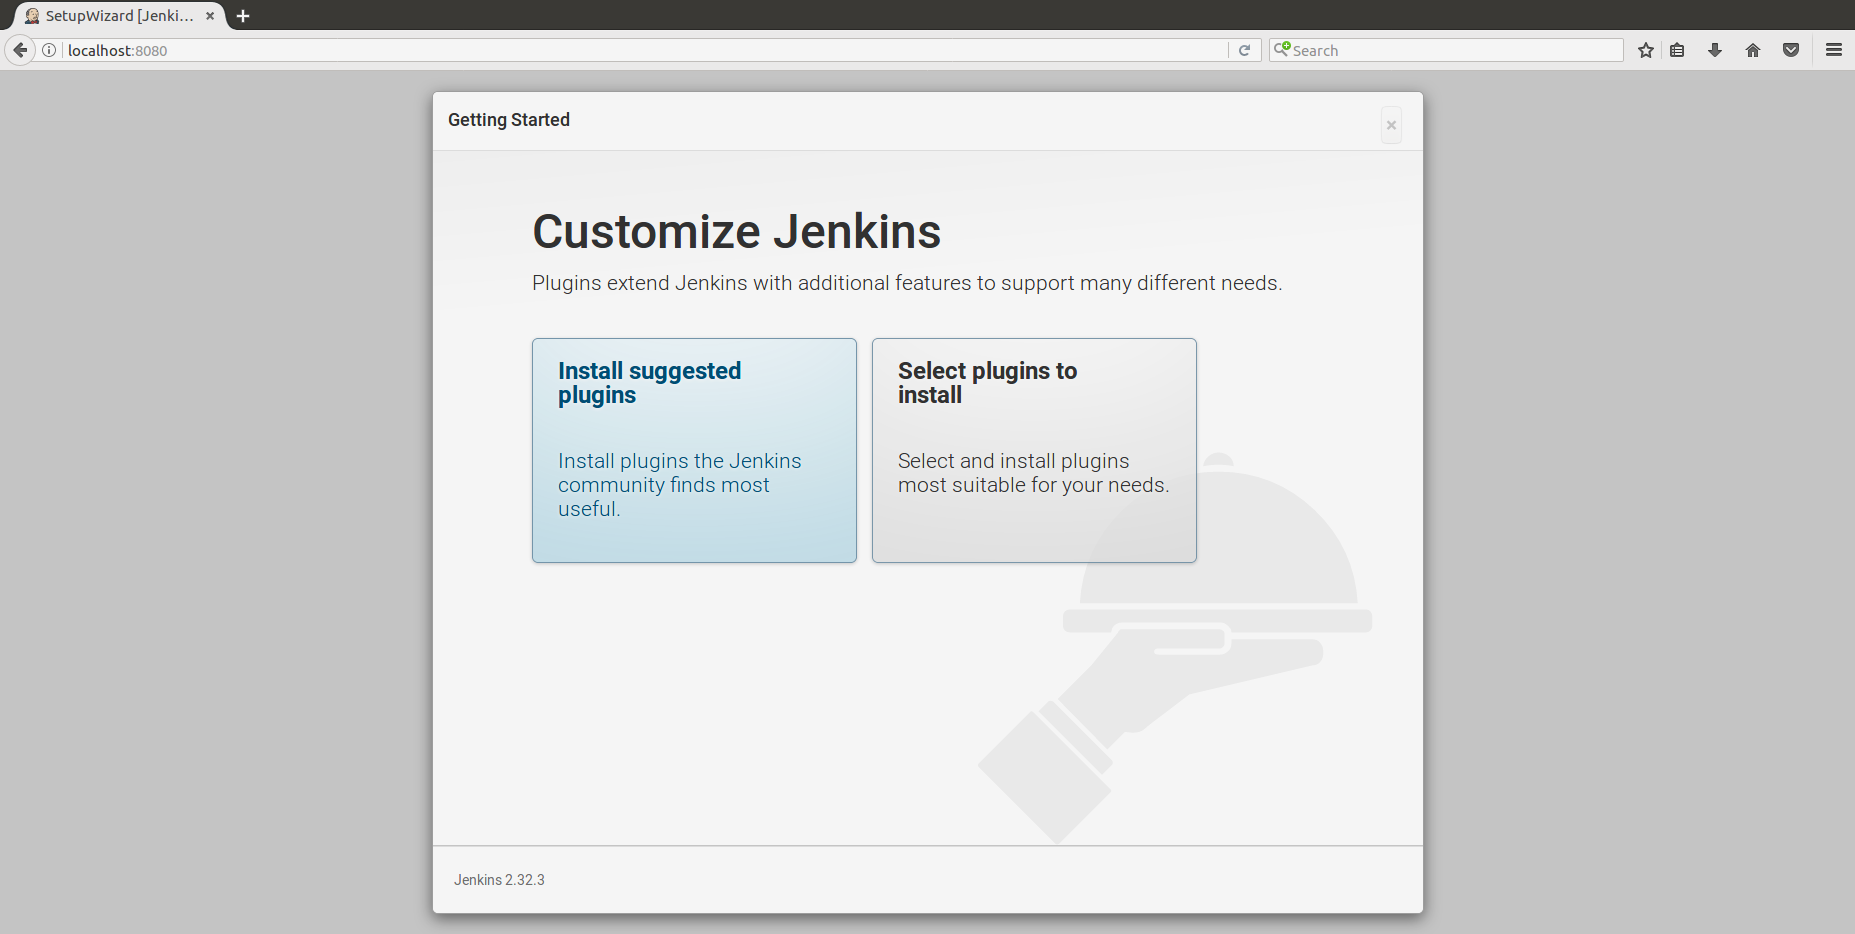 SetupWizard [Jenki...
localhost:8080
Search
Getting Started
Customize Jenkins
Plugins extend Jenkins with additional features to support many different needs.
Install suggested
plugins
Install plugins the Jenkins
community finds most
useful.
Select plugins to
install
Select and install plugins
most suitable for your needs.
Jenkins 2.32.3